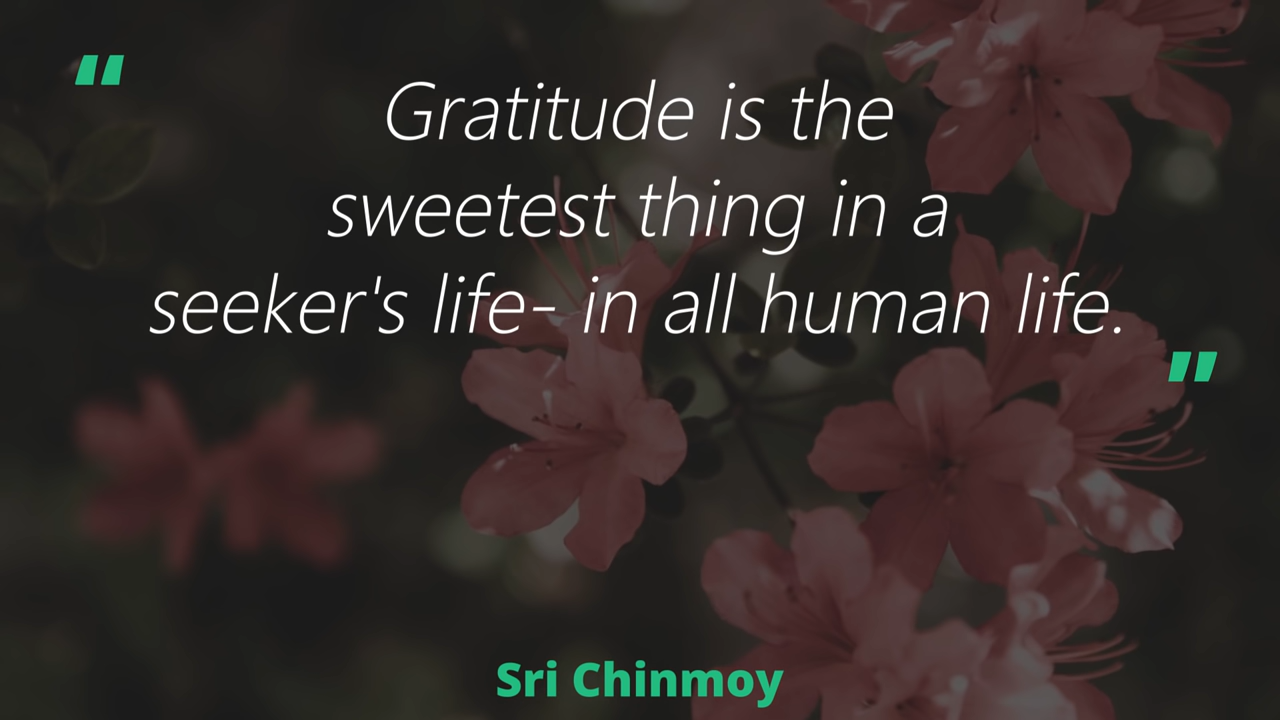 "
Gratitude is the
sweetest thing in a
seeker's life- in all human life.
"
Sri Chinmoy